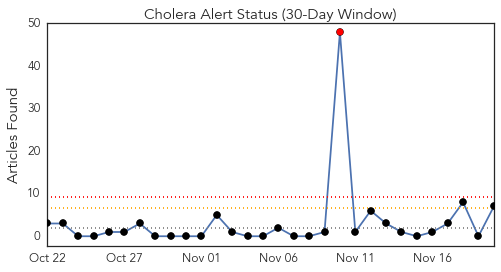 Cholera Alert Status (30-Day Window)
50
40
30
20
10
0
Articles Found
Oct 22
Oct 27
Nov 01
Nov 06
Nov 11
Nov 16